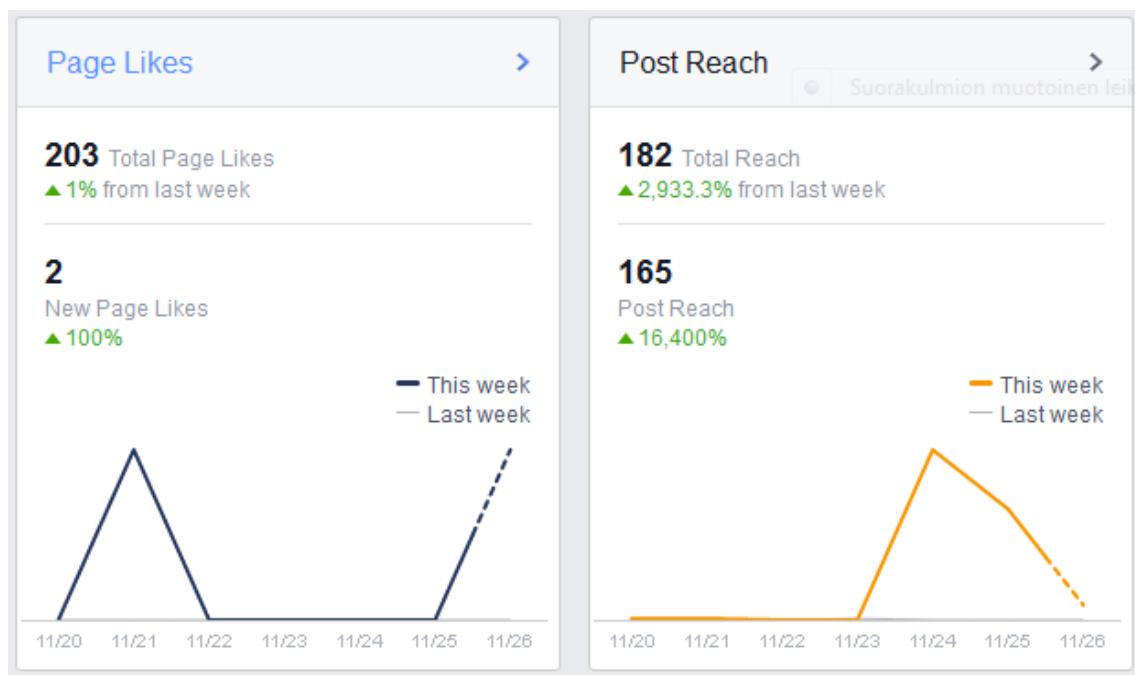 Page Likes
203 Total Page Likes
1% from last week
2
New Page Likes
100%
This week
Last week
11/20 11/21 11/22 11/23 11/24 11/25 11/26
Post Reach
Suorakulmion muotoinen
182 Total Reach
2,933.3% from last week
165
Post Reach
16,400%
This week
Last week
11/20 11/21 11/22 11/23 11/24 11/25 11/26